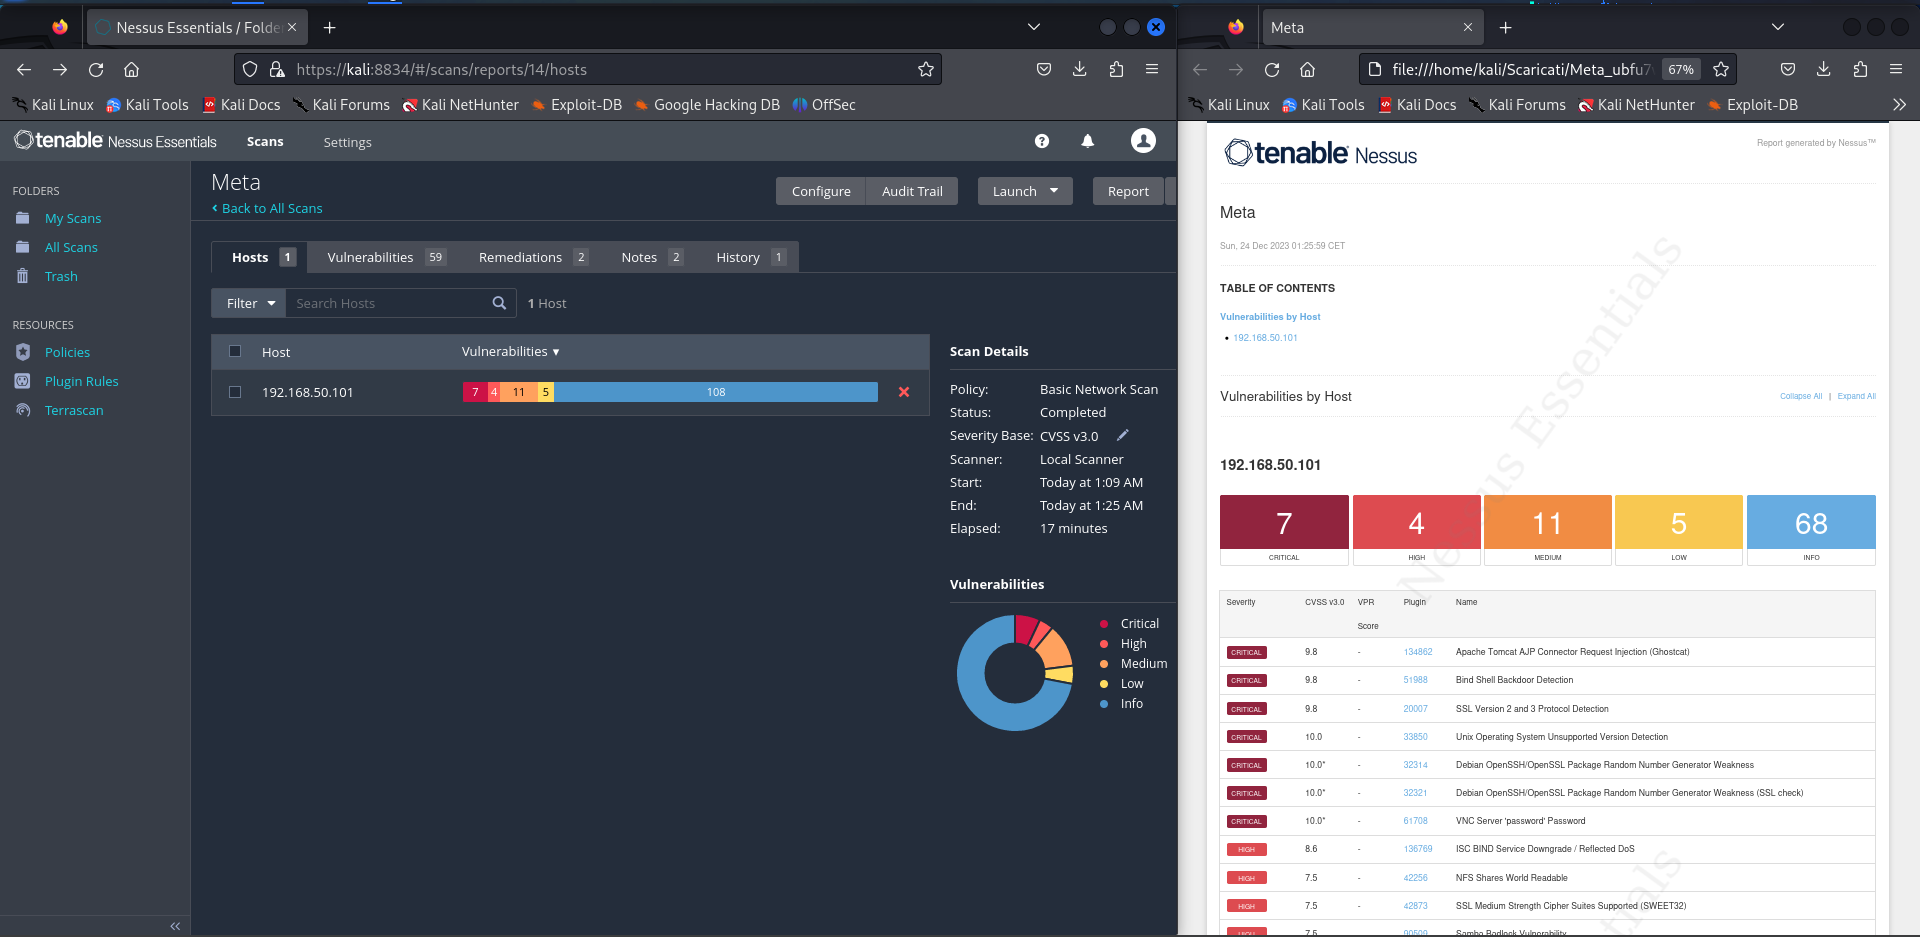 Nessus Essentials / Folde
https://kali:8834/#/scans/reports/14/hosts
Kali Linux Kali Tools Kali Docs Kali Forums Kali NetHunter Exploit-DB Google Hacking DB OffSec
tenable Nessus Essentials Scans Settings
FOLDERS
My Scans
All Scans
Trash
RESOURCES
Policies
Plugin Rules
Terrascan
Meta
Back to All Scans
Configure Audit Trail Launch Report
Hosts 1 Vulnerabilities 59 Remediations 2 Notes 2 History 1
Filter Search Hosts 1 Host
Host Vulnerabilities
192.168.50.101 7 4 11 5 108
Scan Details
Policy: Basic Network Scan
Status: Completed
Severity Base: CVSS v3.0
Scanner: Local Scanner
Start: Today at 1:09 AM
End: Today at 1:25 AM
Elapsed: 17 minutes
Vulnerabilities
Critical
High
Medium
Low
Info
Meta
file:///home/kali/Scaricati/Meta_ubfu7 67%
Kali Linux Kali Tools Kali Docs Kali Forums Kali NetHunter Exploit-DB
tenable Nessus Report generated by Nessus™
Meta
Sun, 24 Dec 2023 01:25:59 CET
TABLE OF CONTENTS
Vulnerabilities by Host
• 192.168.50.101
Vulnerabilities by Host Collapse All | Expand All
192.168.50.101
7 4 11 5 68
CRITICAL HIGH MEDIUM LOW INFO
Severity CVSS v3.0 VPR Score Plugin Name
CRITICAL 9.8 - 134862 Apache Tomcat AJP Connector Request Injection (Ghostcat)
CRITICAL 9.8 - 51988 Bind Shell Backdoor Detection
CRITICAL 9.8 - 20007 SSL Version 2 and 3 Protocol Detection
CRITICAL 10.0 - 33850 Unix Operating System Unsupported Version Detection
CRITICAL 10.0* - 32314 Debian OpenSSH/OpenSSL Package Random Number Generator Weakness
CRITICAL 10.0* - 32321 Debian OpenSSH/OpenSSL Package Random Number Generator Weakness (SSL check)
CRITICAL 10.0* - 61708 VNC Server 'password' Password
HIGH 8.6 - 136769 ISC BIND Service Downgrade / Reflected DoS
HIGH 7.5 - 42256 NFS Shares World Readable
HIGH 7.5 - 42873 SSL Medium Strength Cipher Suites Supported (SWEET32)
HIGH 7.5 - 90509 Samba Badlock Vulnerability
Nessus Essentials
tials